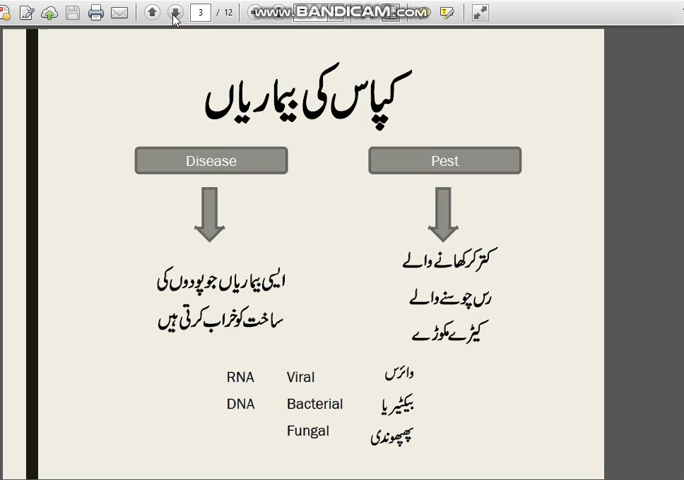 3 / 12
www.BANDICAM.com
کپاس کی بیماریاں
Disease
Pest
ایسی بیماریاں جو پودوں کی
ساخت کو خراب کرتی ہیں
کتر کر کھانے والے
رس چوسنے والے
کیڑے مکوڑے
RNA Viral وائرس
DNA Bacterial بیکٹیریا
Fungal پھپھوندی